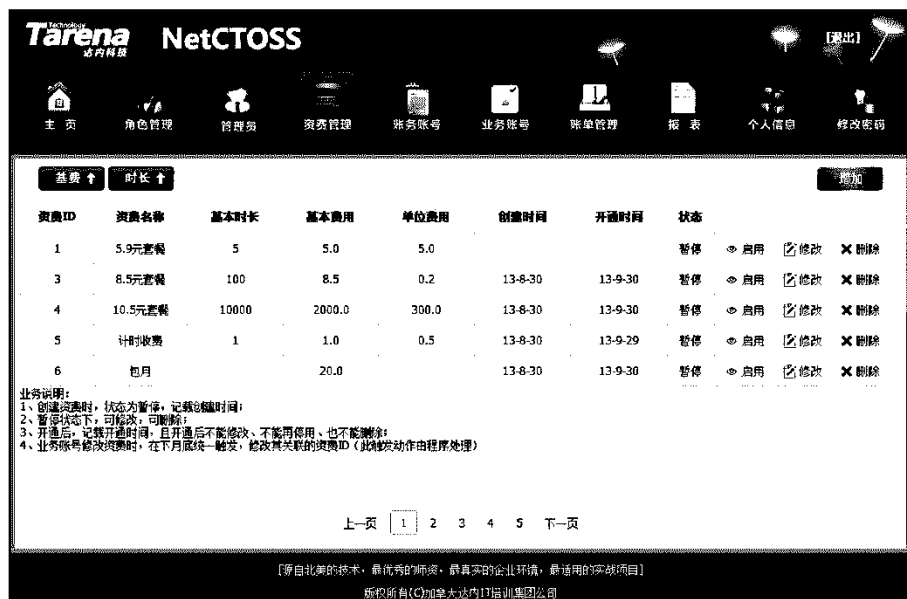 Technology
Tarena NetCTOSS
达内科技
[退出]
主 页 角色管理 管理员 资费管理 账务账号 业务账号 账单管理 报 表 个人信息 修改密码
基费 时长 增加
资费ID 资费名称 基本时长 基本费用 单位费用 创建时间 开通时间 状态
1 5.9元套餐 5 5.0 5.0 暂停 启用 修改 删除
3 8.5元套餐 100 8.5 0.2 13-8-30 13-9-30 暂停 启用 修改 删除
4 10.5元套餐 10000 2000.0 300.0 13-8-30 13-9-30 暂停 启用 修改 删除
5 计时收费 1 1.0 0.5 13-8-30 13-9-29 暂停 启用 修改 删除
6 包月 20.0 13-8-30 13-9-30 暂停 启用 修改 删除
业务说明:
1、创建资费时,状态为暂停,记载创建时间;
2、暂停状态下,可修改,可删除;
3、开通后,记载开通时间,且开通后不能修改、不能再停用、也不能删除;
4、业务账号修改资费时,在下月底统一触发,修改其关联的资费ID(此触发动作由程序处理)
上一页 1 2 3 4 5 下一页
[源自北美的技术,最优秀的师资,最真实的企业环境,最适用的实战项目]
版权所有(C)加拿大达内IT培训集团公司